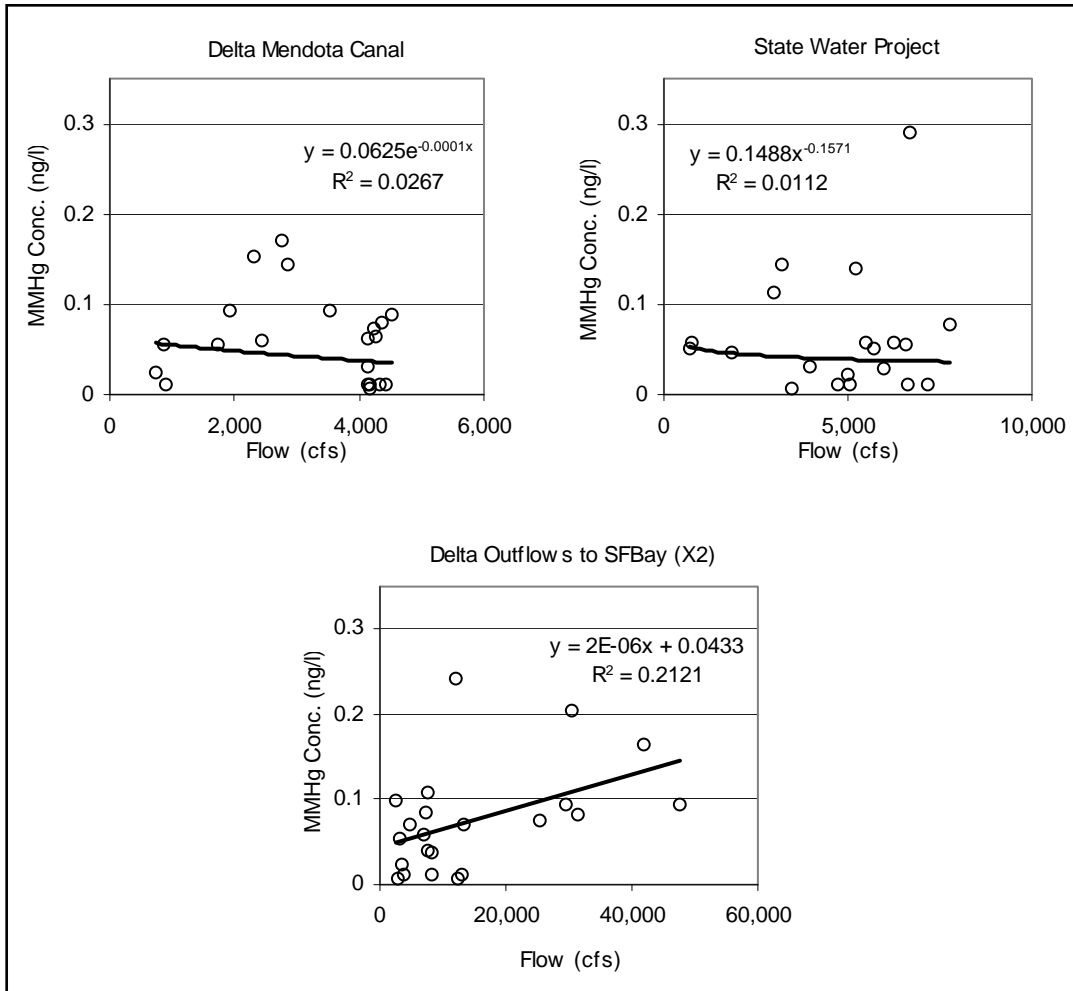 Delta Mendota Canal
MMHg Conc. (ng/l)
0.3
0.2
0.1
0
y = 0.0625e^-0.0001x
R² = 0.0267
0 2,000 4,000 6,000
Flow (cfs)
State Water Project
MMHg Conc. (ng/l)
0.3
0.2
0.1
0
y = 0.1488x^-0.1571
R² = 0.0112
0 5,000 10,000
Flow (cfs)
Delta Outflows to SFBay (X2)
MMHg Conc. (ng/l)
0.3
0.2
0.1
0
y = 2E-06x + 0.0433
R² = 0.2121
0 20,000 40,000 60,000
Flow (cfs)